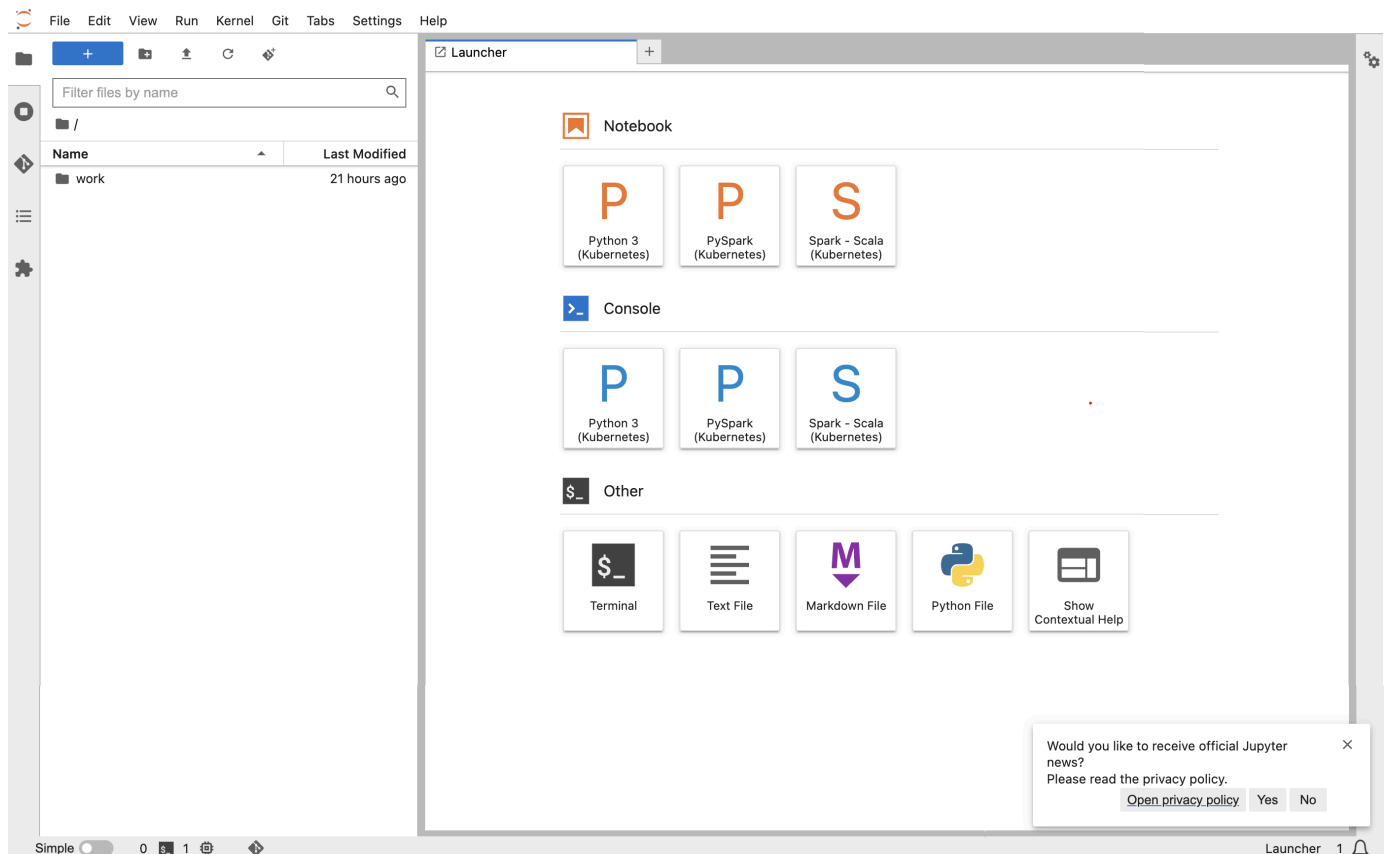 File Edit View Run Kernel Git Tabs Settings Help
+
Filter files by name
/
Name Last Modified
work 21 hours ago
Launcher +
Notebook
P P S
Python 3 PySpark Spark - Scala
(Kubernetes) (Kubernetes) (Kubernetes)
>_ Console
P P S
Python 3 PySpark Spark - Scala
(Kubernetes) (Kubernetes) (Kubernetes)
$_ Other
$_ M
Terminal Text File Markdown File Python File Show
Contextual Help
Would you like to receive official Jupyter
news?
Please read the privacy policy.
Open privacy policy Yes No
Simple 0 $_ 1 Launcher 1